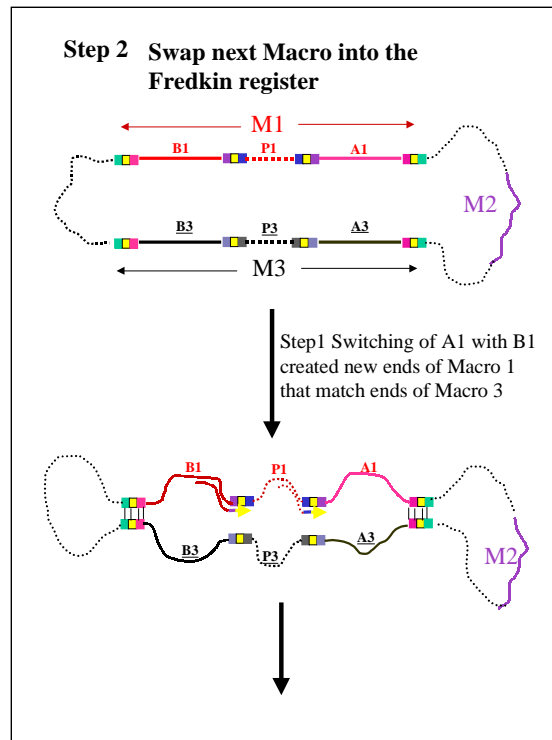 Step 2 Swap next Macro into the
Fredkin register
M1
B1 P1 A1
M2
B3 P3 A3
M3
Step1 Switching of A1 with B1
created new ends of Macro 1
that match ends of Macro 3
B1 P1 A1
B3 P3 A3
M2